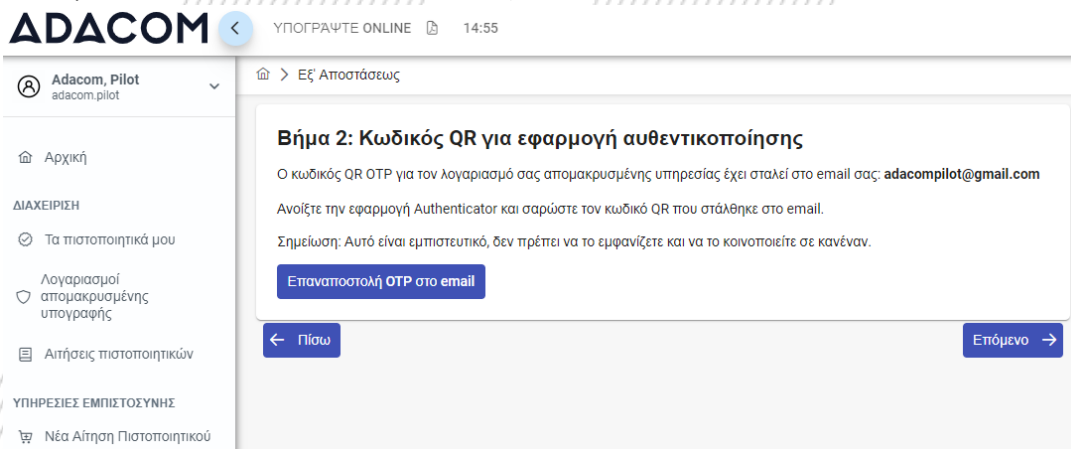 ADACOM
ΥΠΟΓΡΑΨΤΕ ONLINE 14:55
Adacom, Pilot
adacom.pilot
Αρχική
ΔΙΑΧΕΙΡΙΣΗ
Τα πιστοποιητικά μου
Λογαριασμοί
απομακρυσμένης
υπογραφής
Αιτήσεις πιστοποιητικών
ΥΠΗΡΕΣΙΕΣ ΕΜΠΙΣΤΟΣΥΝΗΣ
Νέα Αίτηση Πιστοποιητικού
Εξ' Αποστάσεως
Βήμα 2: Κωδικός QR για εφαρμογή αυθεντικοποίησης
Ο κωδικός QR OTP για τον λογαριασμό σας απομακρυσμένης υπηρεσίας έχει σταλεί στο email σας: adacompilot@gmail.com
Ανοίξτε την εφαρμογή Authenticator και σαρώστε τον κωδικό QR που στάλθηκε στο email.
Σημείωση: Αυτό είναι εμπιστευτικό, δεν πρέπει να το εμφανίζετε και να το κοινοποιείτε σε κανέναν.
Επαναποστολή OTP στο email
Πίσω
Επόμενο